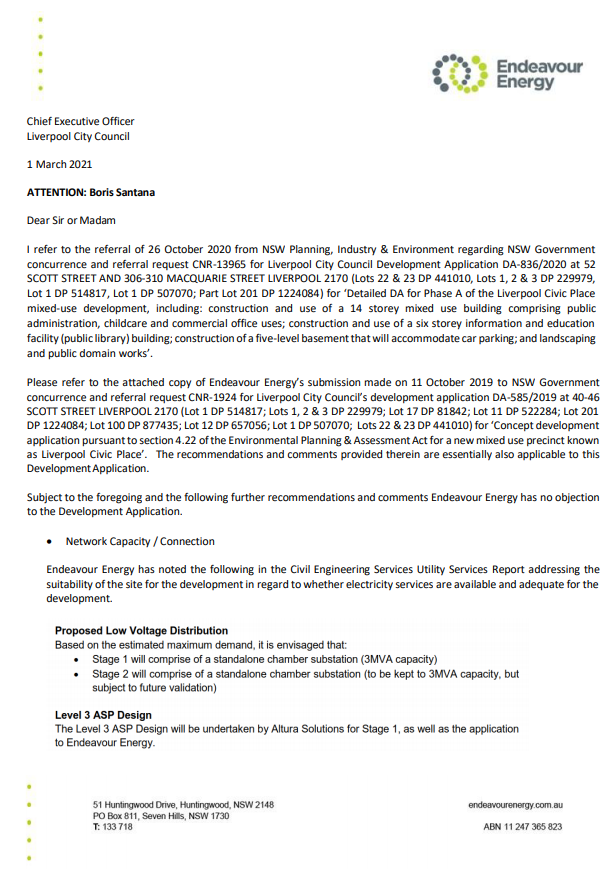 Endeavour
Energy
Chief Executive Officer
Liverpool City Council
1 March 2021
ATTENTION: Boris Santana
Dear Sir or Madam
I refer to the referral of 26 October 2020 from NSW Planning, Industry & Environment regarding NSW Government
concurrence and referral request CNR-13965 for Liverpool City Council Development Application DA-836/2020 at 52
SCOTT STREET AND 306-310 MACQUARIE STREET LIVERPOOL 2170 (Lots 22 & 23 DP 441010, Lots 1, 2 & 3 DP 229979,
Lot 1 DP 514817, Lot 1 DP 507070; Part Lot 201 DP 1224084) for ‘Detailed DA for Phase A of the Liverpool Civic Place
mixed-use development, including: construction and use of a 14 storey mixed use building comprising public
administration, childcare and commercial office uses; construction and use of a six storey information and education
facility (public library) building; construction of a five-level basement that will accommodate car parking; and landscaping
and public domain works’.
Please refer to the attached copy of Endeavour Energy’s submission made on 11 October 2019 to NSW Government
concurrence and referral request CNR-1924 for Liverpool City Council’s development application DA-585/2019 at 40-46
SCOTT STREET LIVERPOOL 2170 (Lot 1 DP 514817; Lots 1, 2 & 3 DP 229979; Lot 17 DP 81842; Lot 11 DP 522284; Lot 201
DP 1224084; Lot 100 DP 877435; Lot 12 DP 657056; Lot 1 DP 507070; Lots 22 & 23 DP 441010) for ‘Concept development
application pursuant to section 4.22 of the Environmental Planning & Assessment Act for a new mixed use precinct known
as Liverpool Civic Place’. The recommendations and comments provided therein are essentially also applicable to this
Development Application.
Subject to the foregoing and the following further recommendations and comments Endeavour Energy has no objection
to the Development Application.
• Network Capacity / Connection
Endeavour Energy has noted the following in the Civil Engineering Services Utility Services Report addressing the
suitability of the site for the development in regard to whether electricity services are available and adequate for the
development.
Proposed Low Voltage Distribution
Based on the estimated maximum demand, it is envisaged that:
• Stage 1 will comprise of a standalone chamber substation (3MVA capacity)
• Stage 2 will comprise of a standalone chamber substation (to be kept to 3MVA capacity, but
subject to future validation)
Level 3 ASP Design
The Level 3 ASP Design will be undertaken by Altura Solutions for Stage 1, as well as the application
to Endeavour Energy.
51 Huntingwood Drive, Huntingwood, NSW 2148
PO Box 811, Seven Hills, NSW 1730
T: 133 718
endeavourenergy.com.au
ABN 11 247 365 823